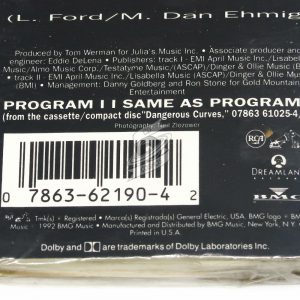 (L. Ford/M. Dan Ehmig
Produced by Tom Werman for Julia's Music Inc. • Associate producer and
engineer: Eddie DeLena • Publishers: track I - EMI April Music Inc./Lisabella
Music/Almo Music Corp./Testatyme Music/(ASCAP)/Dinger & Ollie Music (BMI)
• track II - EMI April Music Inc./Lisabella Music (ASCAP)/Dinger & Ollie Music
(BMI) • Management: Danny Goldberg and Ron Stone for Gold Mountain
Entertainment
PROGRAM II SAME AS PROGRAM
(from the cassette/compact disc "Dangerous Curves," 07863 61025-4
Photography:
0 7863-62190-4 2
RCA
DREAMLAND
BMG
Tmk(s) ® Registered • Marca(s) Registrada(s) General Electric, USA, BMG logo ® BMG
Music • 1992 BMG Music • Manufactured and Distributed by BMG Music, New York, N.Y.
Printed in U.S.A.
Dolby and DD are trademarks of Dolby Laboratories Inc.